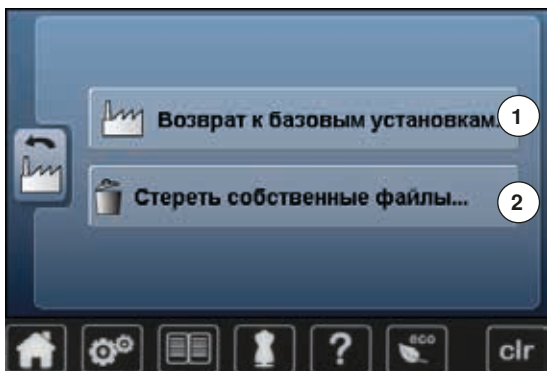 Возврат к базовым установкам...
1
Стереть собственные файлы...
2
?
eco
clr